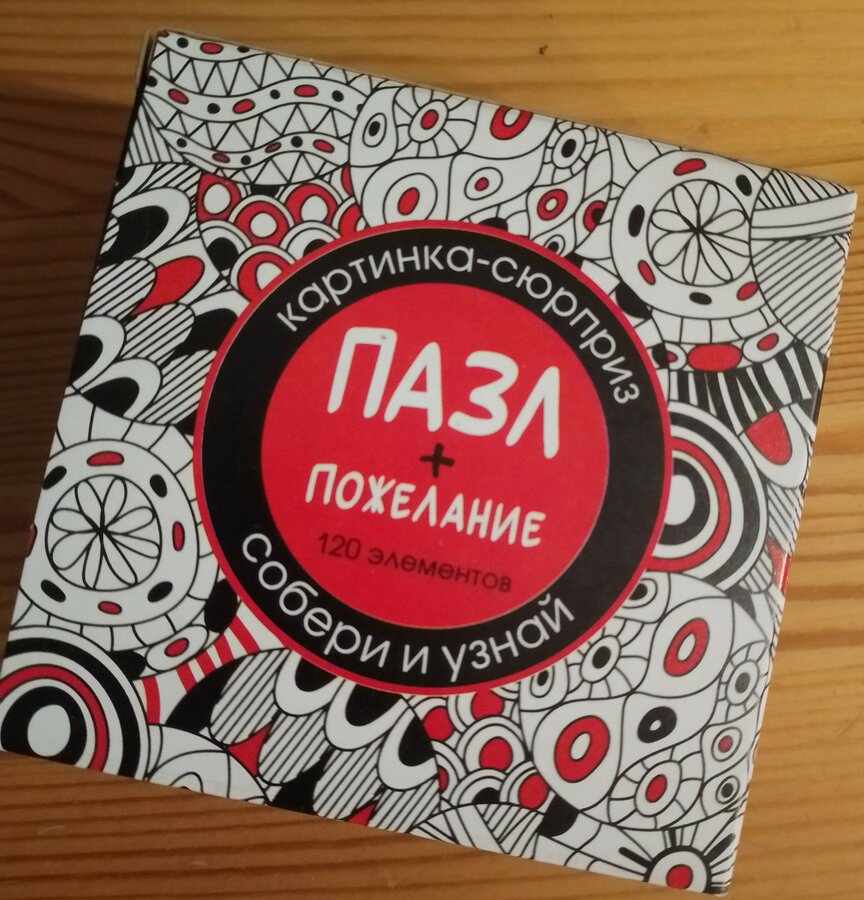 картинка-сюрприз
ПАЗЛ
+
ПОЖЕЛАНИЕ
120 элементов
собери и узнай